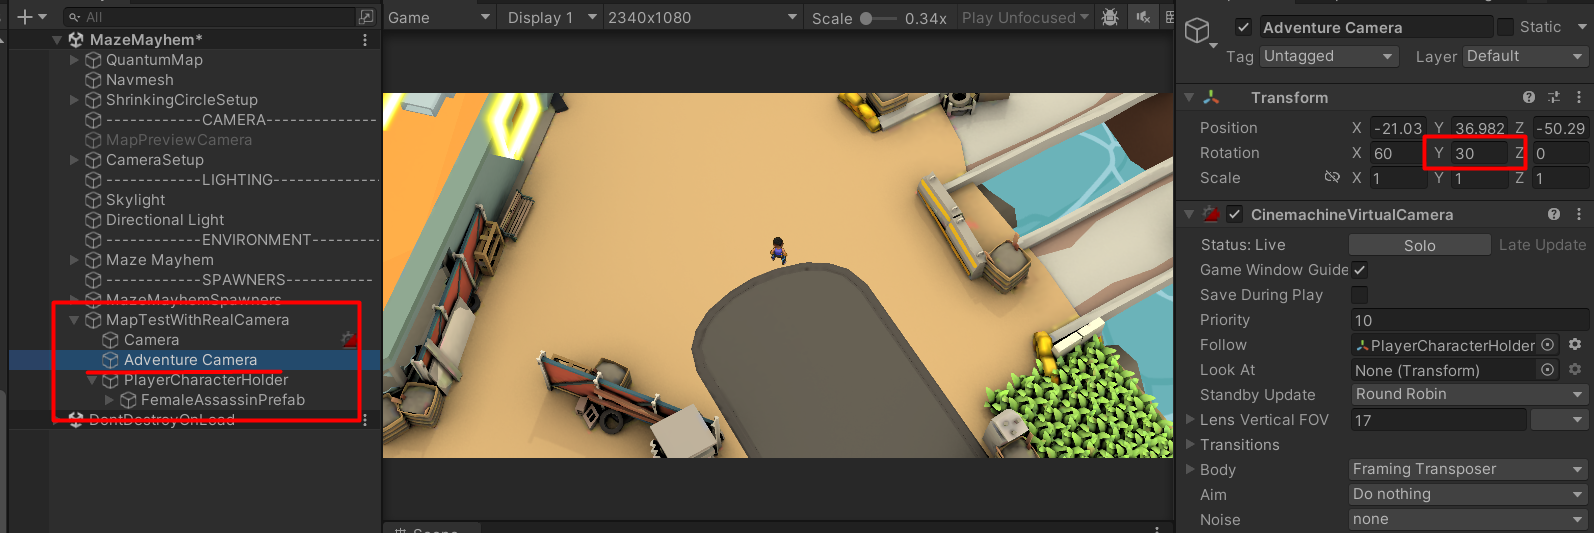 All
MazeMayhem*
QuantumMap
Navmesh
ShrinkingCircleSetup
------------CAMERA------------
MapPreviewCamera
CameraSetup
------------LIGHTING------------
Skylight
Directional Light
------------ENVIRONMENT------------
Maze Mayhem
------------SPAWNERS------------
MazeMayhemSpawners
MapTestWithRealCamera
Camera
Adventure Camera
PlayerCharacterHolder
FemaleAssassinPrefab
DontDestroyOnLoad
Game Display 1 2340x1080 Scale 0.34x Play Unfocused
Scene
Adventure Camera Static
Tag Untagged Layer Default
Transform
Position X -21.03 Y 36.982 Z -50.29
Rotation X 60 Y 30 Z 0
Scale X 1 Y 1 Z 1
CinemachineVirtualCamera
Status: Live Solo Late Update
Game Window Guide
Save During Play
Priority 10
Follow PlayerCharacterHolder
Look At None (Transform)
Standby Update Round Robin
Lens Vertical FOV 17
Transitions
Body Framing Transposer
Aim Do nothing
Noise none